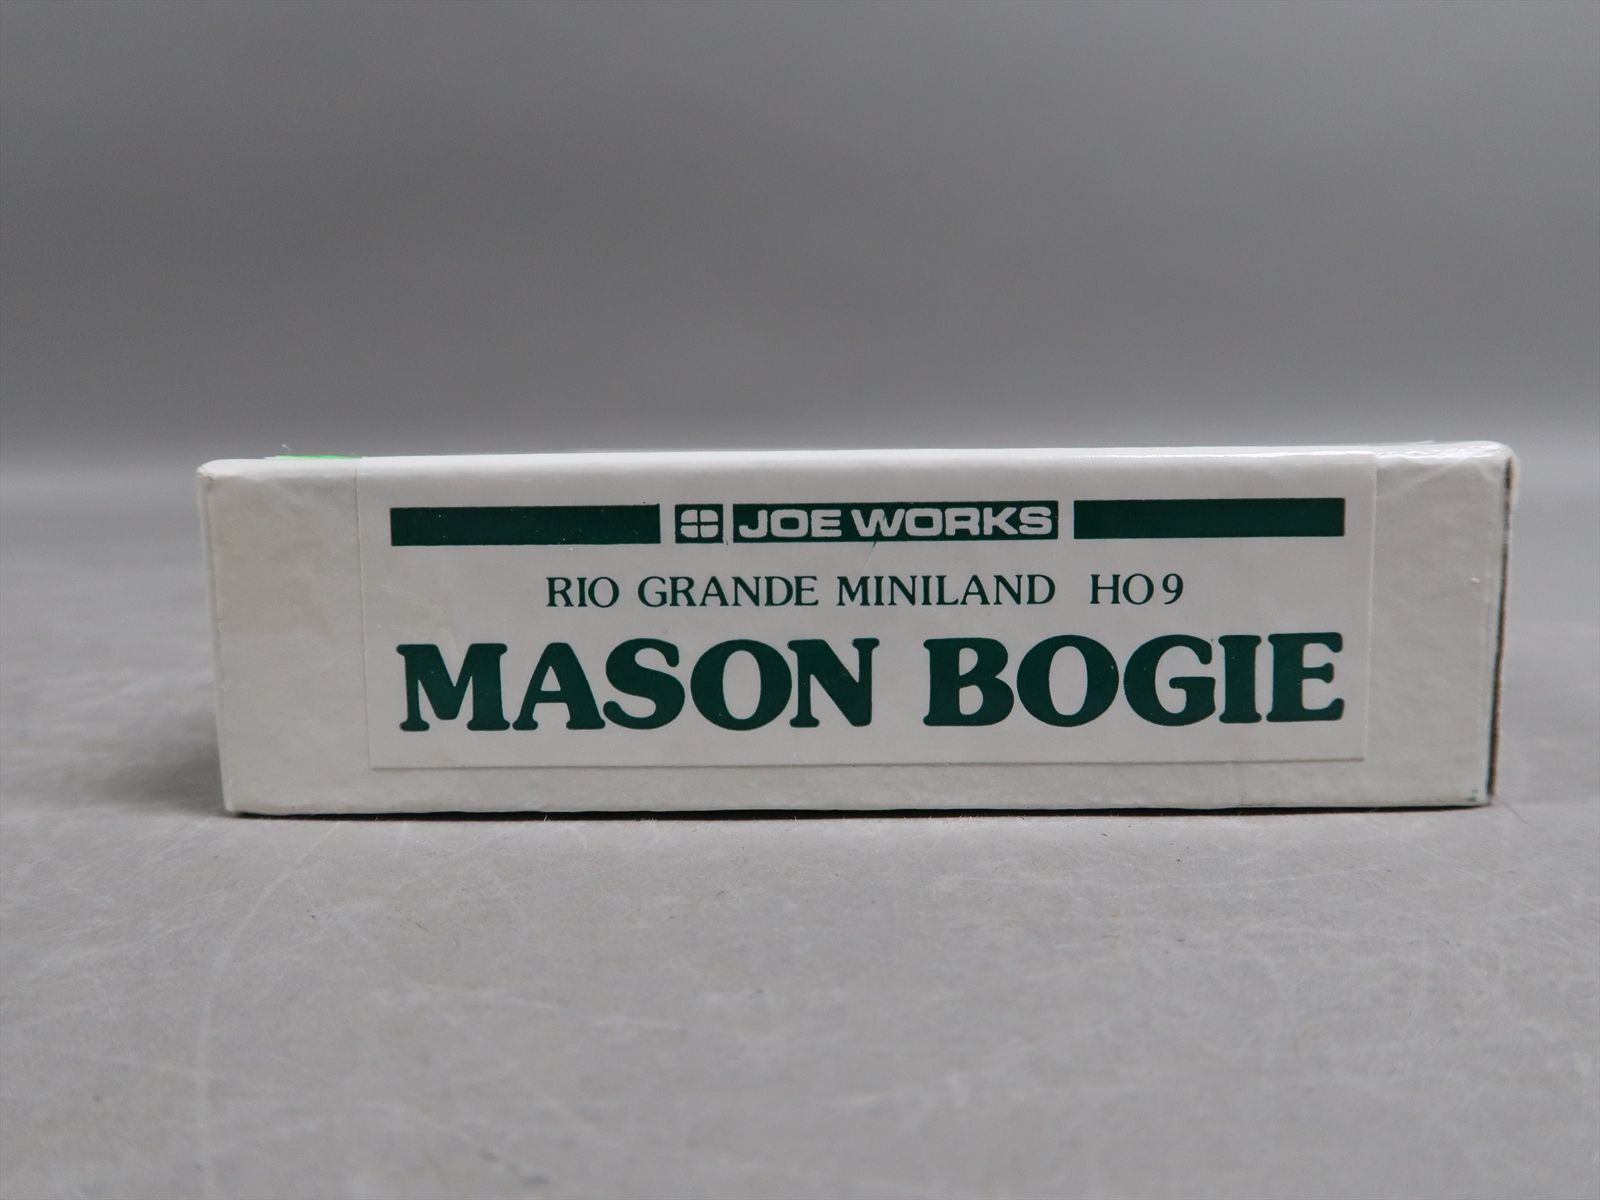 JOE WORKS
RIO GRANDE MINILAND HO9
MASON BOGIE